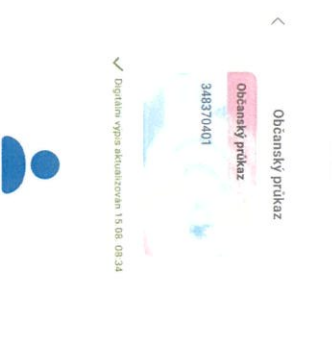 Občanský průkaz
Občanský průkaz
348370401
Digitální výpis aktualizován 15.08. 08:34